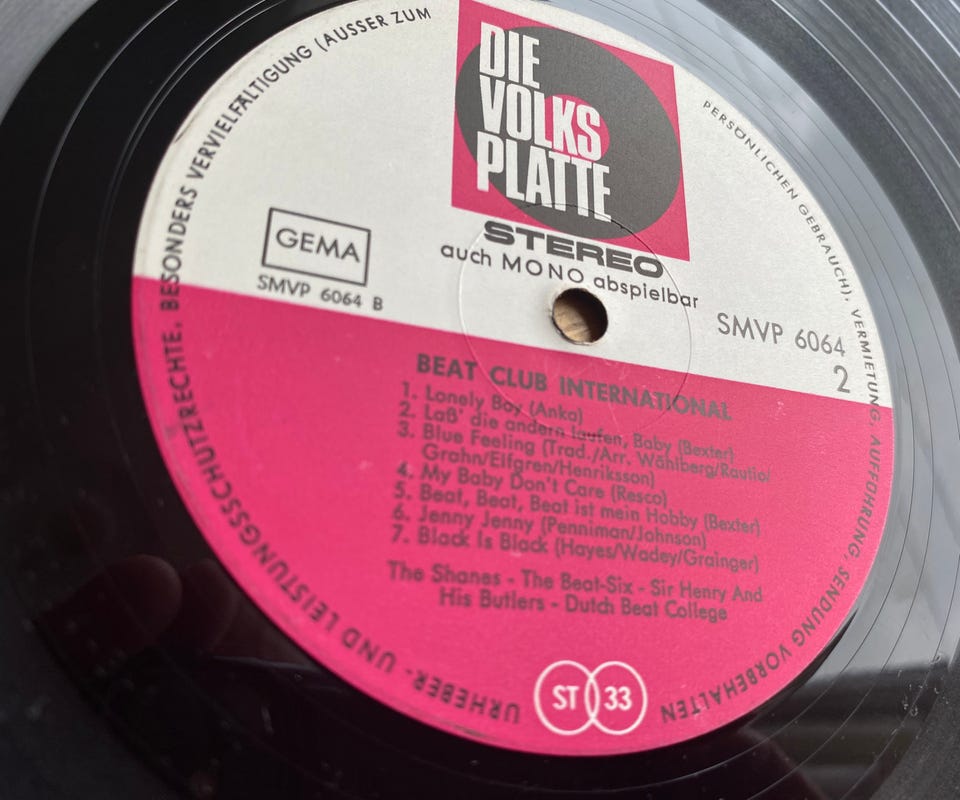 DIE
VOLKS
PLATTE
STEREO
auch MONO abspielbar
GEMA
SMVP 6064 B
SMVP 6064
2
BEAT CLUB INTERNATIONAL
1. Lonely Boy (Anka)
2. Laß' die andern laufen, Baby (Bexter)
3. Blue Feeling (Trad./Arr. Wöhlberg/Rautio/
Grahn/Elfgren/Henriksson)
4. My Baby Don't Care (Resco)
5. Beat, Beat, Beat ist mein Hobby (Bexter)
6. Jenny Jenny (Penniman/Johnson)
7. Black Is Black (Hayes/Wadey/Grainger)
The Shanes - The Beat-Six - Sir Henry And
His Butlers - Dutch Beat College
ST 33
URHEBER- UND LEISTUNGSSCHUTZRECHTE, BESONDERS VERVIELFÄLTIGUNG (AUSSER ZUM PERSÖNLICHEN GEBRAUCH), VERMIETUNG, AUFFÜHRUNG, SENDUNG VORBEHALTEN